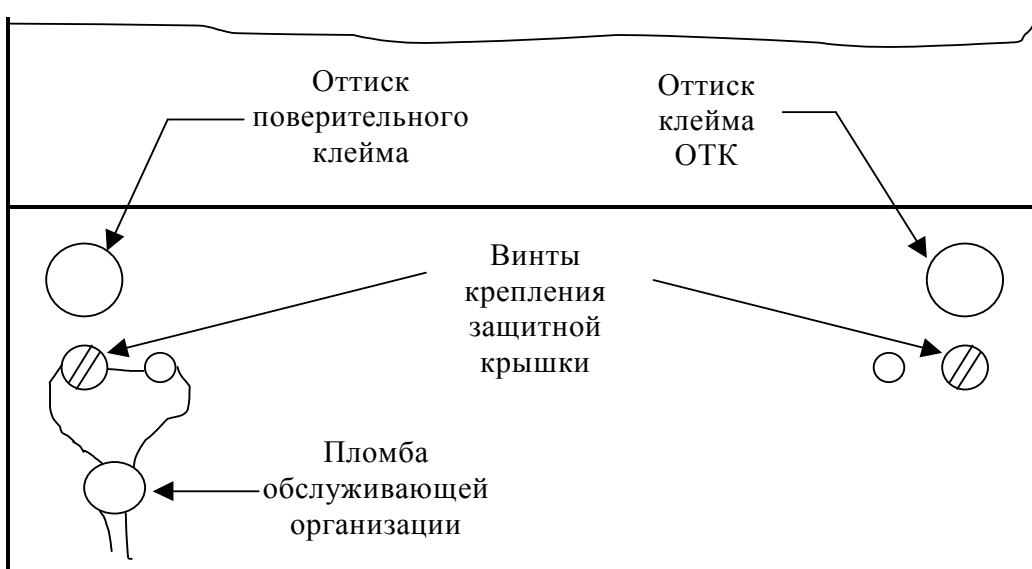 Оттиск
поверительного
клейма
Оттиск
клейма
ОТК
Винты
крепления
защитной
крышки
Пломба
обслуживающей
организации